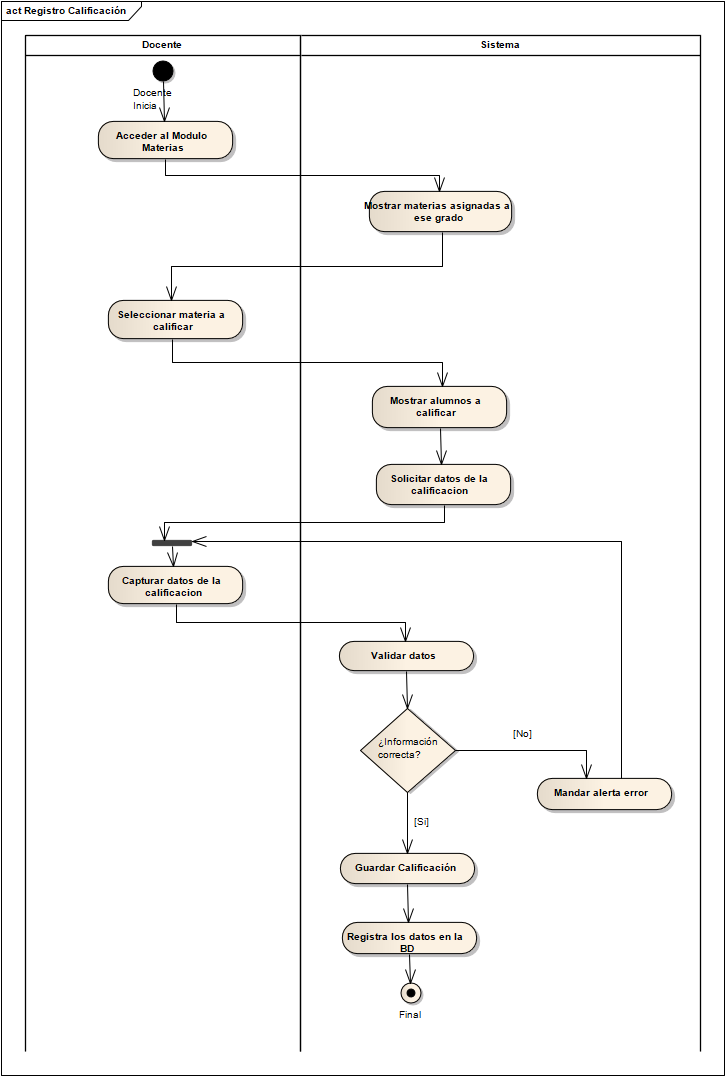 act Registro Calificación
Docente
Sistema
Docente
Inicia
Acceder al Modulo
Materias
Mostrar materias asignadas a
ese grado
Seleccionar materia a
calificar
Mostrar alumnos a
calificar
Solicitar datos de la
calificacion
Capturar datos de la
calificacion
Validar datos
¿Información
correcta?
[No]
Mandar alerta error
[Si]
Guardar Calificación
Registra los datos en la
BD
Final